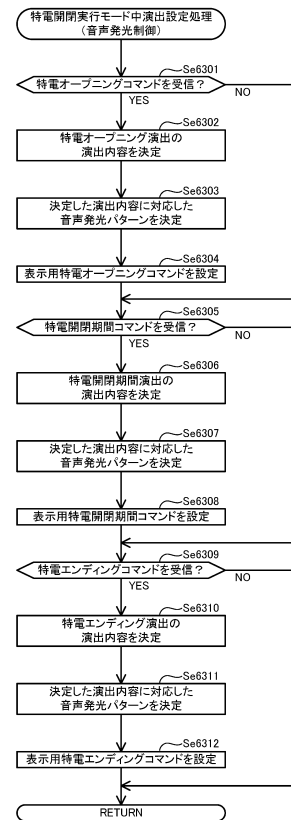 特電開閉実行モード中演出設定処理
(音声発光制御)
Se6301
特電オープニングコマンドを受信?
NO
YES
Se6302
特電オープニング演出の
演出内容を決定
Se6303
決定した演出内容に対応した
音声発光パターンを決定
Se6304
表示用特電オープニングコマンドを設定
Se6305
特電開閉期間コマンドを受信?
NO
YES
Se6306
特電開閉期間演出の
演出内容を決定
Se6307
決定した演出内容に対応した
音声発光パターンを決定
Se6308
表示用特電開閉期間コマンドを設定
Se6309
特電エンディングコマンドを受信?
NO
YES
Se6310
特電エンディング演出の
演出内容を決定
Se6311
決定した演出内容に対応した
音声発光パターンを決定
Se6312
表示用特電エンディングコマンドを設定
RETURN